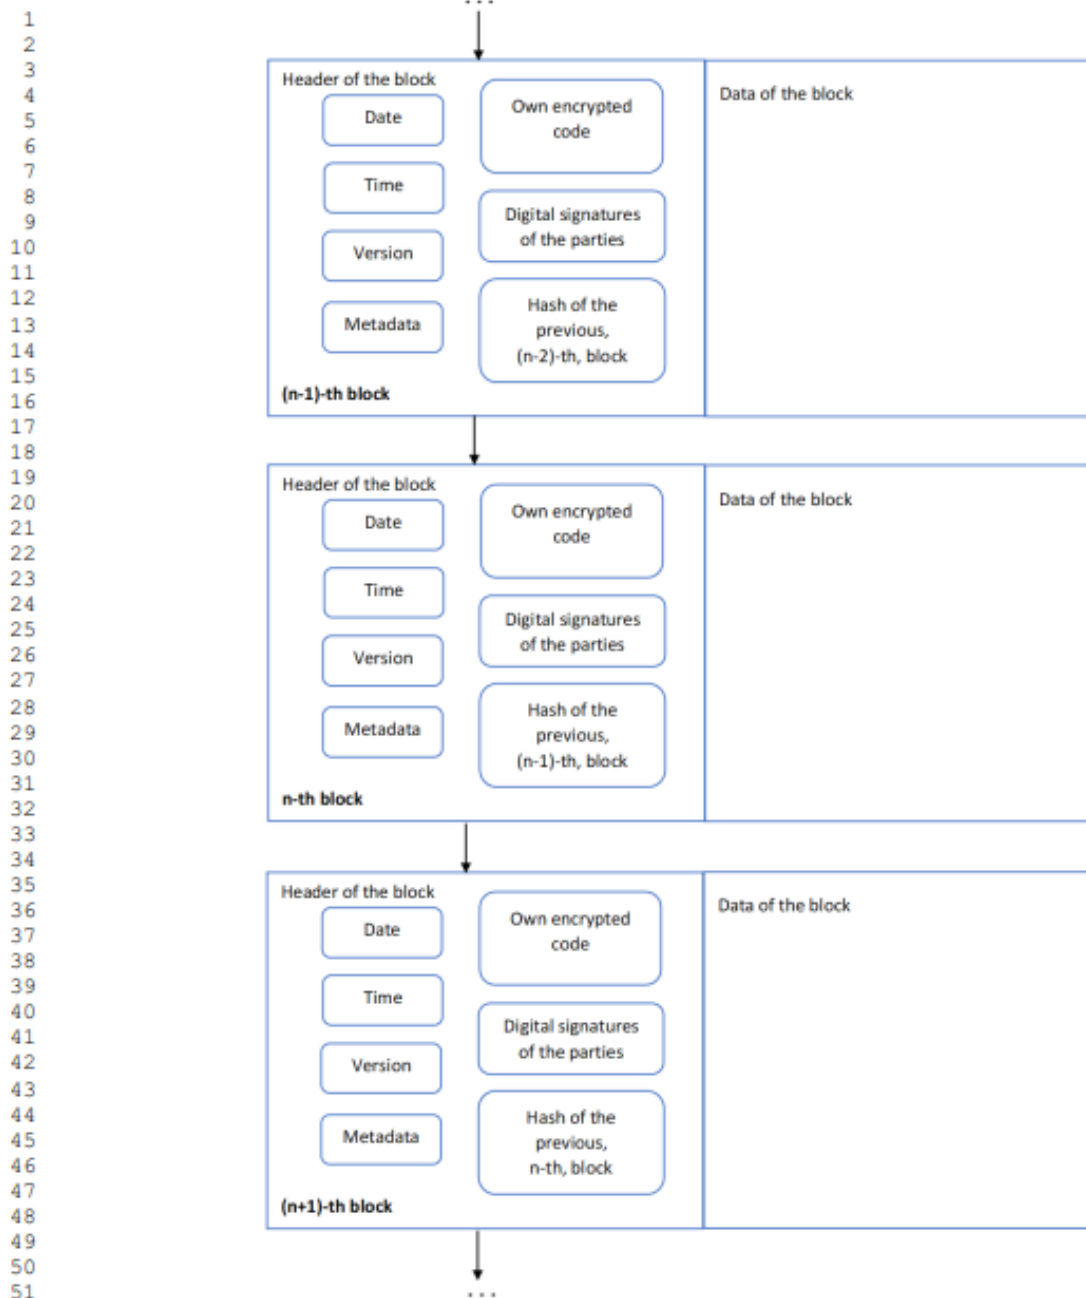 ...
1
2
3
4
5
6
7
8
9
10
11
12
13
14
15
16
17
18
19
20
21
22
23
24
25
26
27
28
29
30
31
32
33
34
35
36
37
38
39
40
41
42
43
44
45
46
47
48
49
50
51
Header of the block
Date
Time
Version
Metadata
Own encrypted
code
Digital signatures
of the parties
Hash of the
previous,
(n-2)-th, block
(n-1)-th block
Data of the block
Header of the block
Date
Time
Version
Metadata
Own encrypted
code
Digital signatures
of the parties
Hash of the
previous,
(n-1)-th, block
n-th block
Data of the block
Header of the block
Date
Time
Version
Metadata
Own encrypted
code
Digital signatures
of the parties
Hash of the
previous,
n-th, block
(n+1)-th block
Data of the block
...